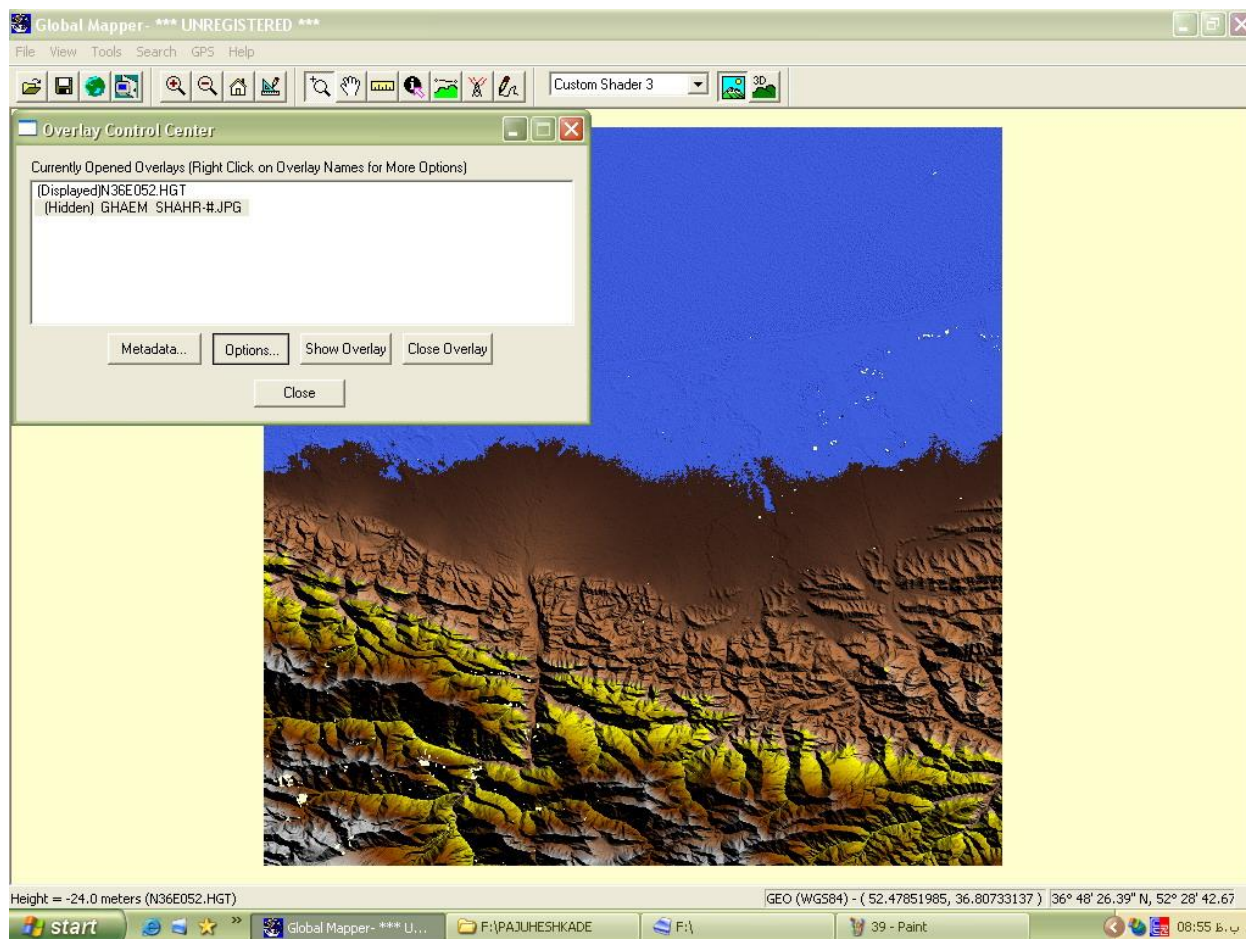 Global Mapper- *** UNREGISTERED ***
File View Tools Search GPS Help
Custom Shader 3
3D
Overlay Control Center
Currently Opened Overlays (Right Click on Overlay Names for More Options)
(Displayed)N36E052.HGT
(Hidden) GHAEM SHAHR-#.JPG
Metadata... Options... Show Overlay Close Overlay
Close
Height = -24.0 meters (N36E052.HGT) GEO (WGS84) - ( 52.47851985, 36.80733137 ) 36° 48' 26.39" N, 52° 28' 42.67
start » Global Mapper- *** U... F:\PAJUHESHKADE F:\ 39 - Paint 08:55 ب.ظ